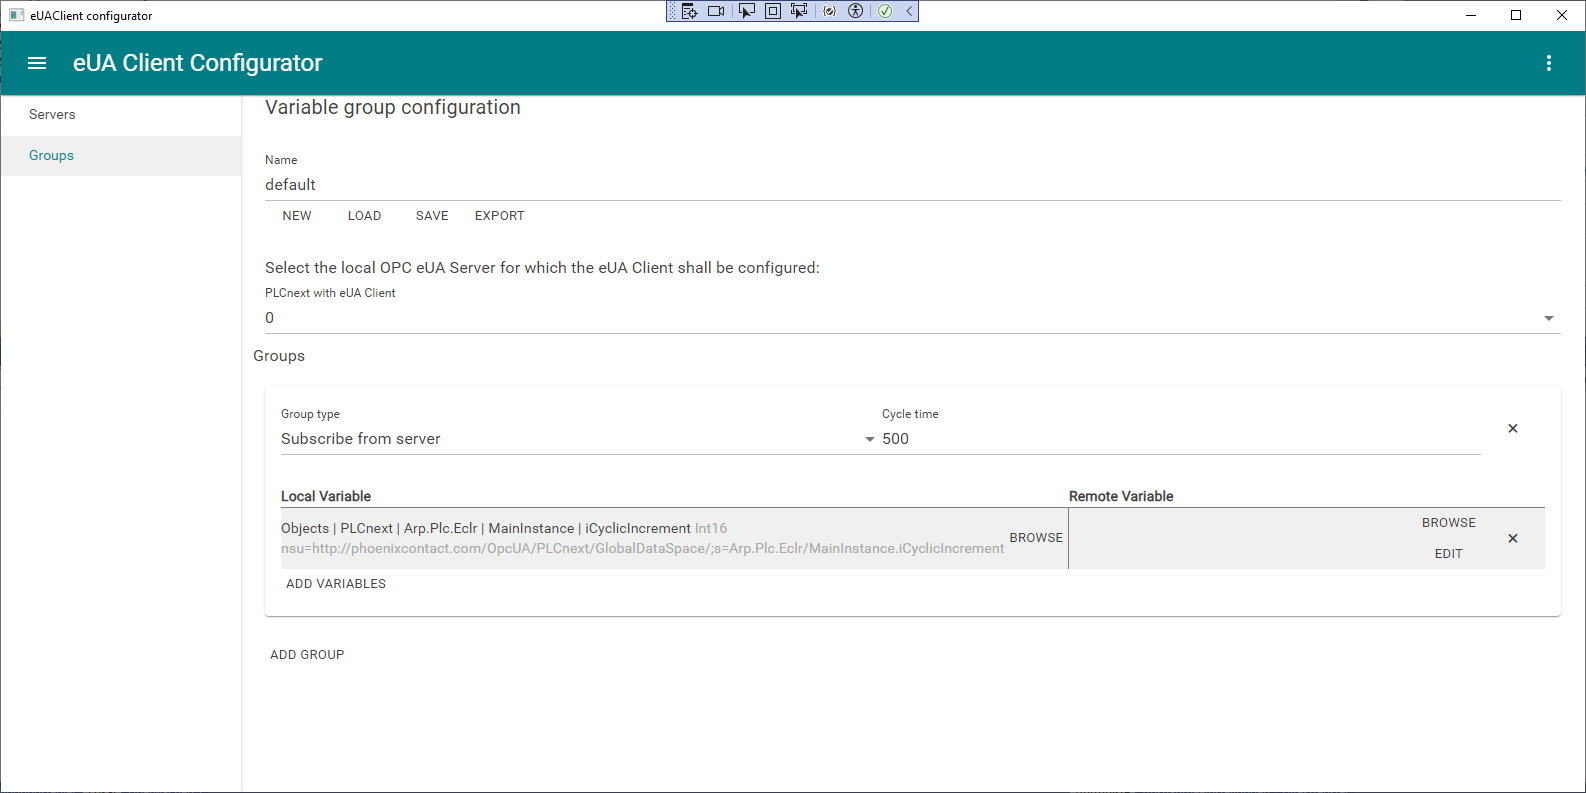 eUAClient configurator
eUA Client Configurator
Servers
Groups
Variable group configuration
Name
default
NEW LOAD SAVE EXPORT
Select the local OPC eUA Server for which the eUA Client shall be configured:
PLCnext with eUA Client
0
Groups
Group type Cycle time
Subscribe from server 500
Local Variable Remote Variable
Objects | PLCnext | Arp.Plc.Eclr | MainInstance | iCyclicIncrement Int16
nsu=http://phoenixcontact.com/OpcUA/PLCnext/GlobalDataSpace/;s=Arp.Plc.Eclr/MainInstance.iCyclicIncrement
BROWSE
BROWSE
EDIT
ADD VARIABLES
ADD GROUP